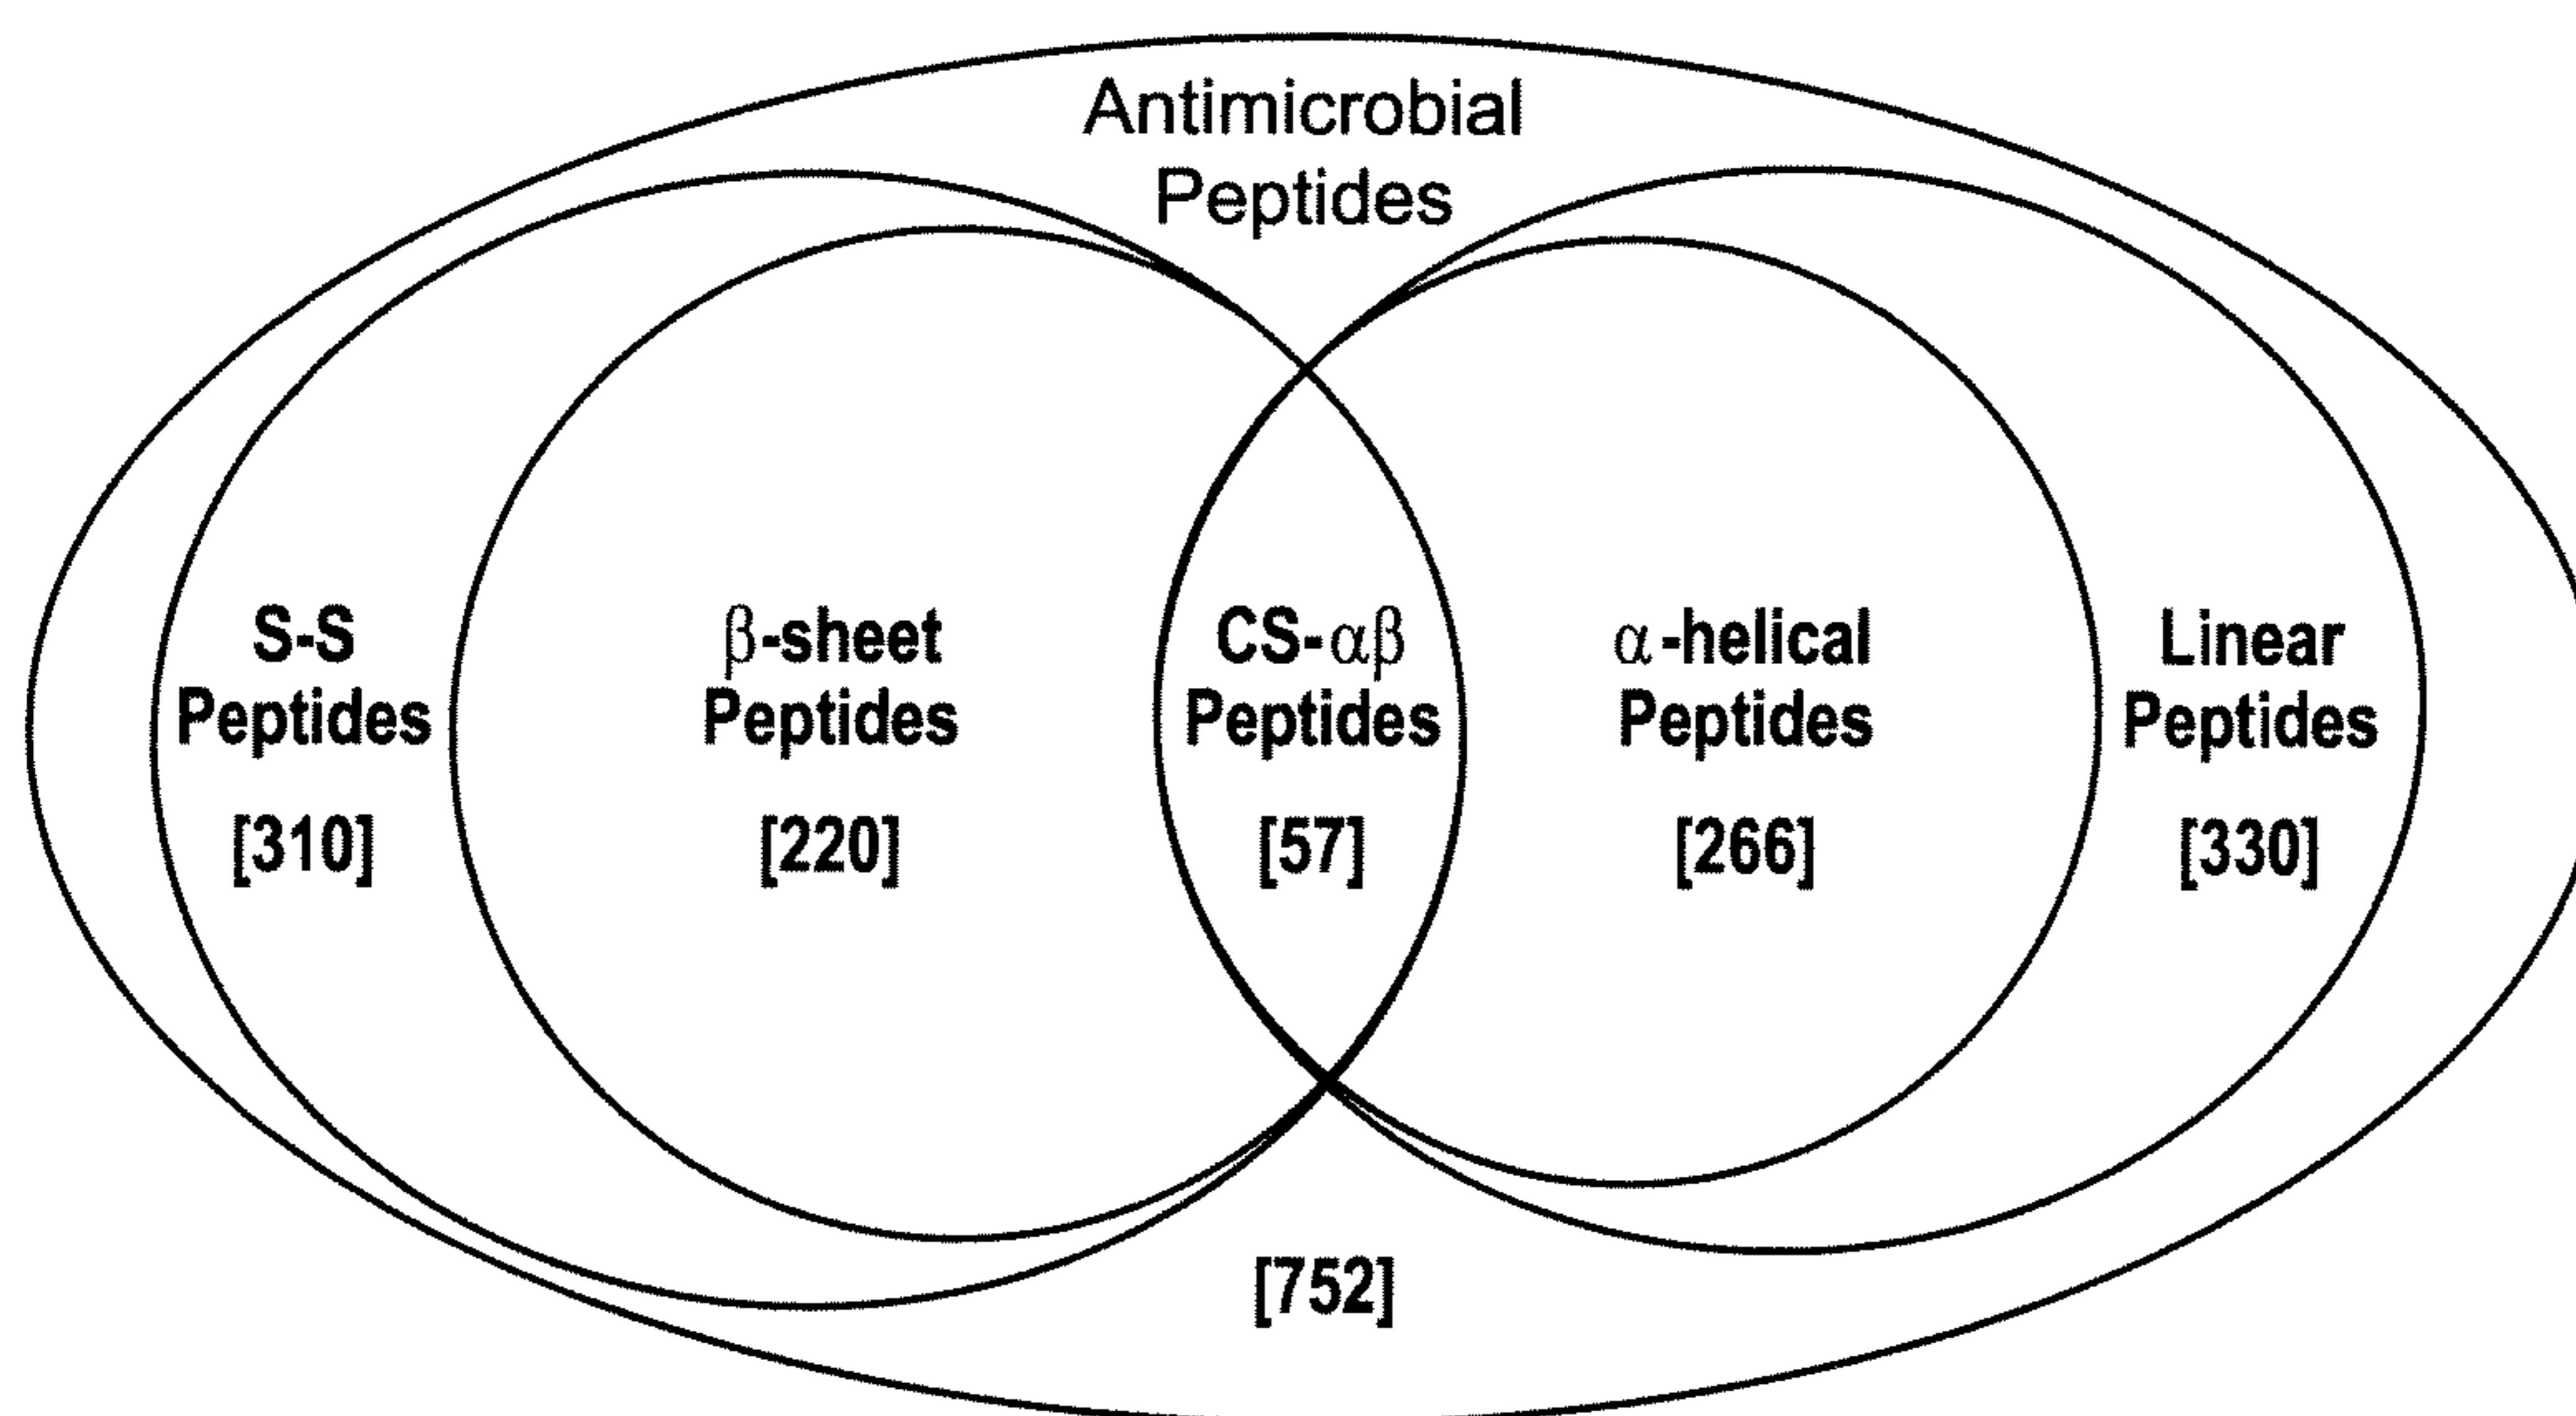 Antimicrobial
Peptides
S-S
Peptides
[310]
β-sheet
Peptides
[220]
CS-αβ
Peptides
[57]
α-helical
Peptides
[266]
Linear
Peptides
[330]
[752]